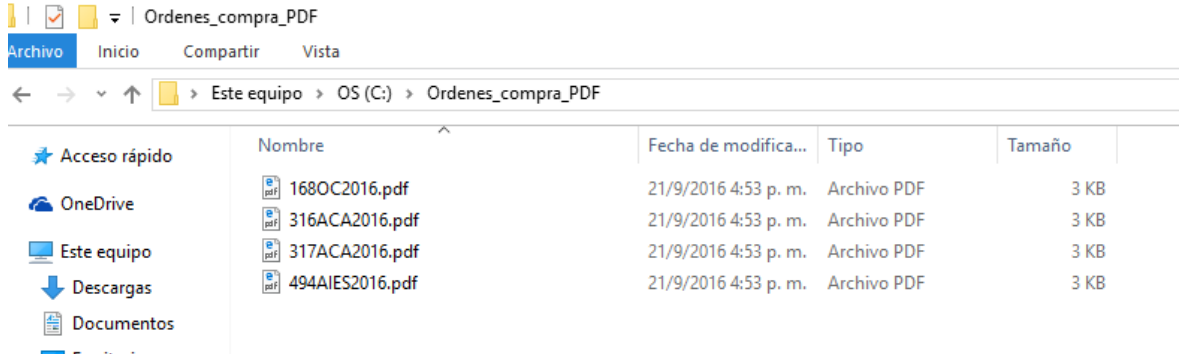 Ordenes_compra_PDF
Archivo Inicio Compartir Vista
Este equipo > OS (C:) > Ordenes_compra_PDF
Nombre Fecha de modifica... Tipo Tamaño
Acceso rápido
OneDrive
Este equipo
Descargas
Documentos
168OC2016.pdf 21/9/2016 4:53 p. m. Archivo PDF 3 KB
316ACA2016.pdf 21/9/2016 4:53 p. m. Archivo PDF 3 KB
317ACA2016.pdf 21/9/2016 4:53 p. m. Archivo PDF 3 KB
494AIES2016.pdf 21/9/2016 4:53 p. m. Archivo PDF 3 KB